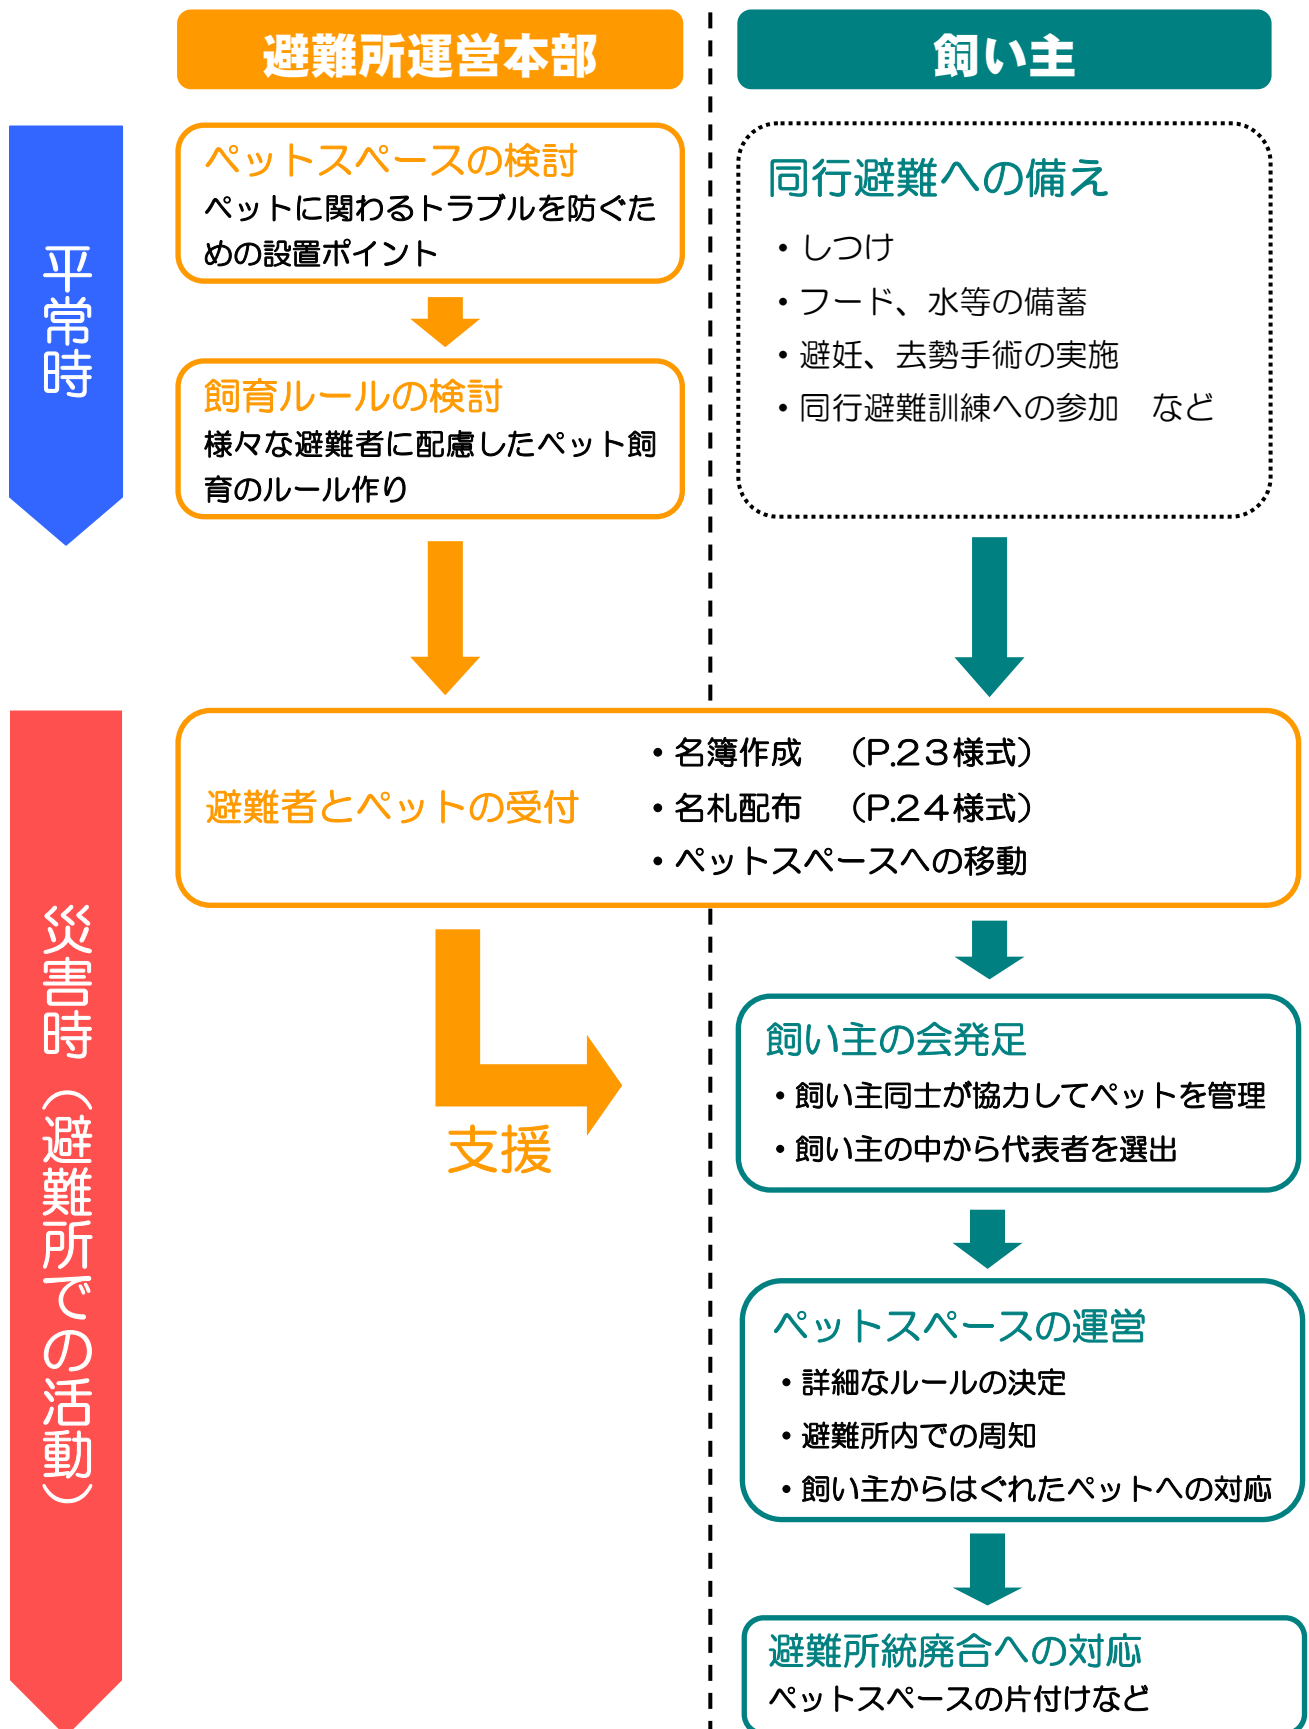 避難所運営本部
飼い主
平常時
ペットスペースの検討
ペットに関わるトラブルを防ぐた
めの設置ポイント
飼育ルールの検討
様々な避難者に配慮したペット飼
育のルール作り
同行避難への備え
・しつけ
・フード、水等の備蓄
・避妊、去勢手術の実施
・同行避難訓練への参加　など
災害時（避難所での活動）
避難者とペットの受付
・名簿作成　（P.23様式）
・名札配布　（P.24様式）
・ペットスペースへの移動
支援
飼い主の会発足
・飼い主同士が協力してペットを管理
・飼い主の中から代表者を選出
ペットスペースの運営
・詳細なルールの決定
・避難所内での周知
・飼い主からはぐれたペットへの対応
避難所統廃合への対応
ペットスペースの片付けなど